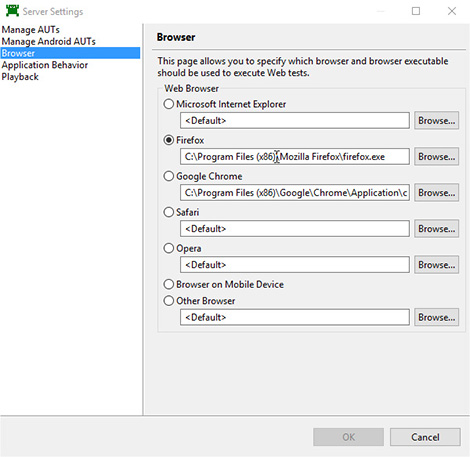 Server Settings
Manage AUTs
Manage Android AUTs
Browser
Application Behavior
Playback
Browser
This page allows you to specify which browser and browser executable
should be used to execute Web tests.
Web Browser
Microsoft Internet Explorer
<Default> Browse...
Firefox
C:\Program Files (x86)\Mozilla Firefox\firefox.exe Browse...
Google Chrome
C:\Program Files (x86)\Google\Chrome\Application\c Browse...
Safari
<Default> Browse...
Opera
<Default> Browse...
Browser on Mobile Device
Other Browser
<Default> Browse...
OK Cancel